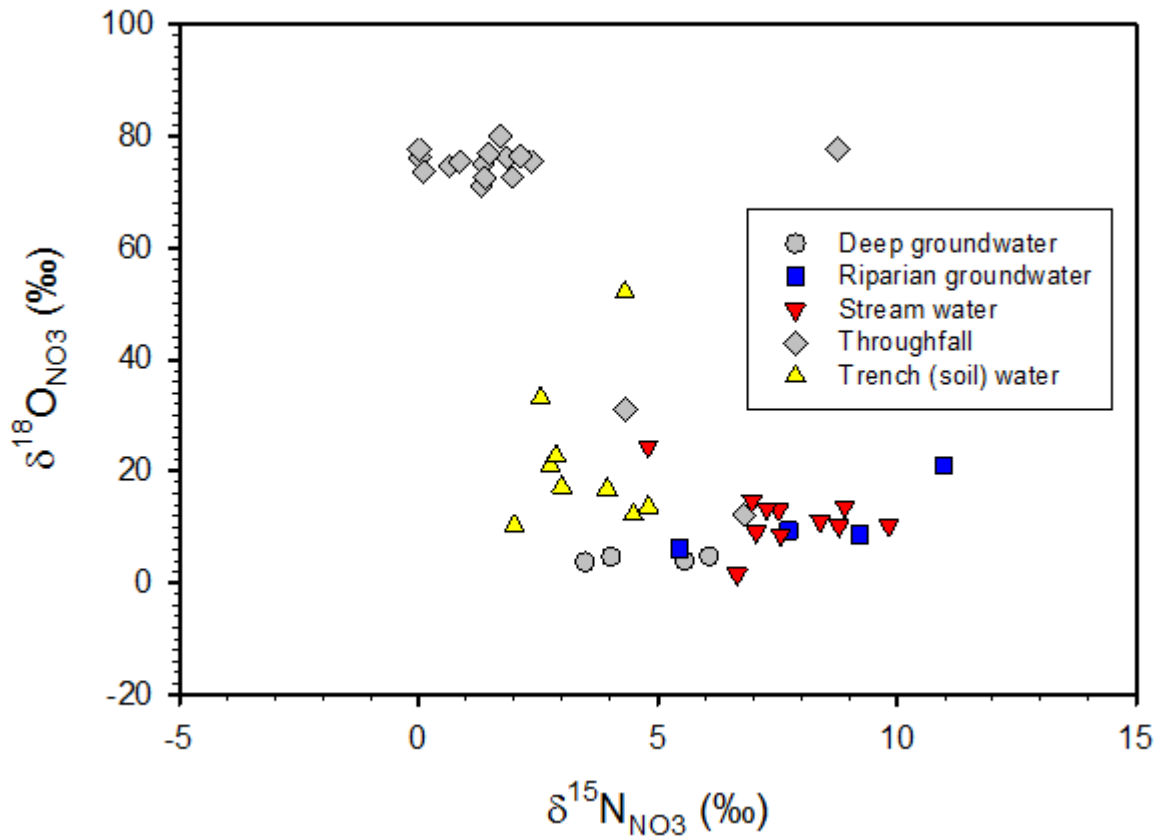 100
80
60
40
20
0
-20
-5 0 5 10 15
δ18ONO3 (‰)
δ15NNO3 (‰)
Deep groundwater
Riparian groundwater
Stream water
Throughfall
Trench (soil) water